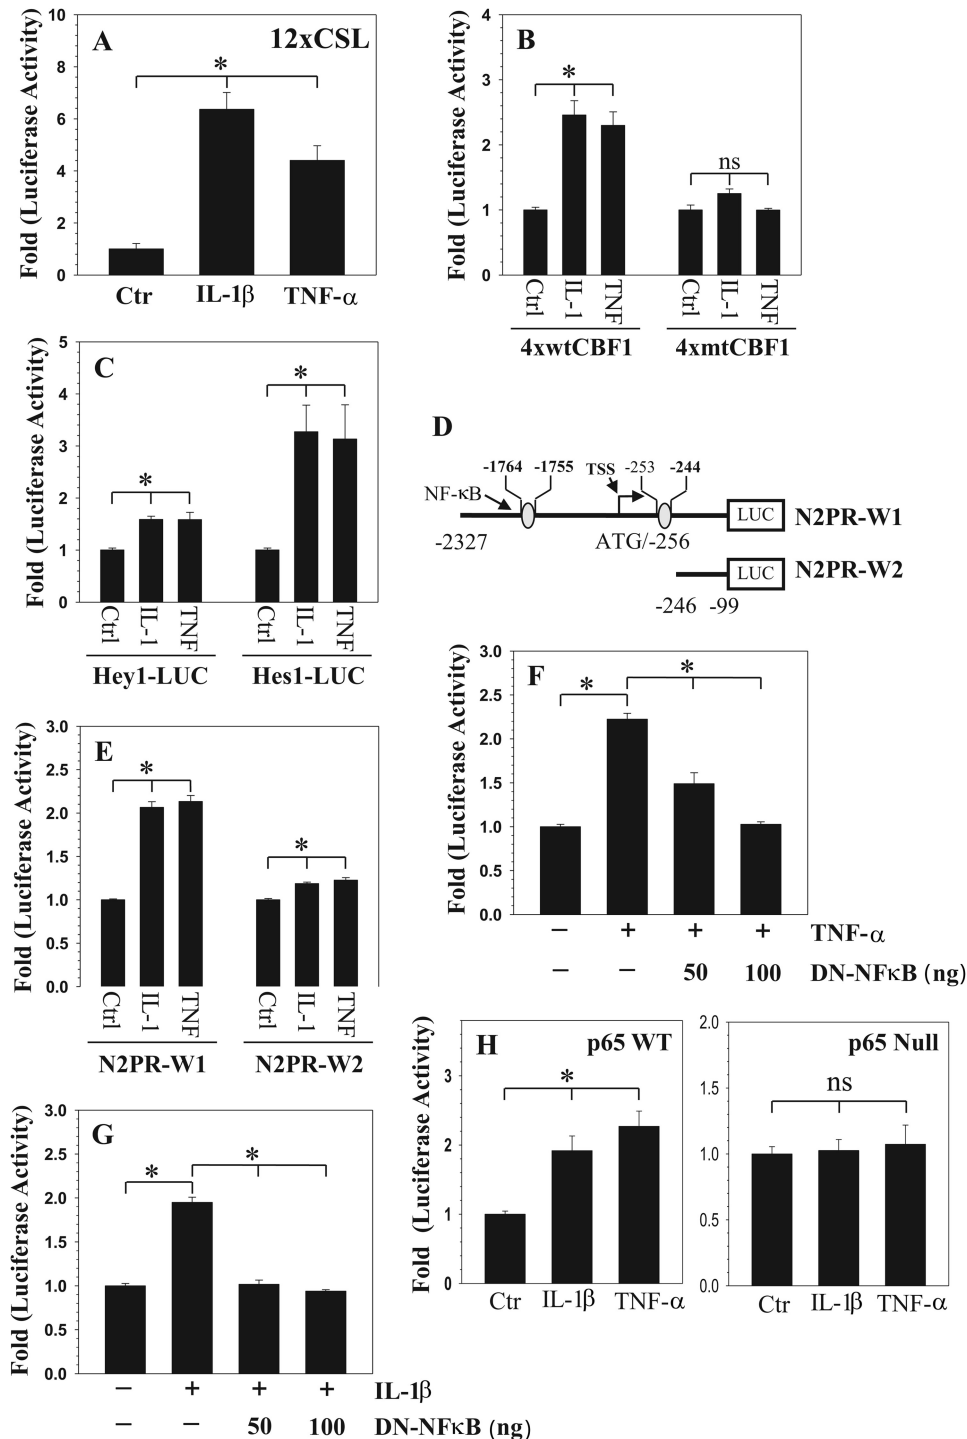 A
12xCSL
Fold (Luciferase Activity)
10
8
6
4
2
0
*
Ctr IL-1β TNF-α
B
Fold (Luciferase Activity)
4
3
2
1
0
*
ns
Ctrl IL-1 TNF Ctrl IL-1 TNF
4xwtCBF1 4xmtCBF1
C
Fold (Luciferase Activity)
5
4
3
2
1
0
*
*
Ctrl IL-1 TNF Ctrl IL-1 TNF
Hey1-LUC Hes1-LUC
D
-1764 -1755 TSS -253 -244
NF-κB
LUC N2PR-W1
-2327 ATG/-256
LUC N2PR-W2
-246 -99
E
Fold (Luciferase Activity)
3.0
2.5
2.0
1.5
1.0
0.5
0.0
*
*
Ctrl IL-1 TNF Ctrl IL-1 TNF
N2PR-W1 N2PR-W2
F
Fold (Luciferase Activity)
3.0
2.5
2.0
1.5
1.0
0.5
0.0
*
*
− + + + TNF-α
− − 50 100 DN-NFκB (ng)
G
Fold (Luciferase Activity)
3.0
2.5
2.0
1.5
1.0
0.5
0.0
*
*
− + + + IL-1β
− − 50 100 DN-NFκB (ng)
H
p65 WT
Fold (Luciferase Activity)
3
2
1
0
*
Ctr IL-1β TNF-α
p65 Null
2.0
1.5
1.0
0.5
0.0
ns
Ctr IL-1β TNF-α